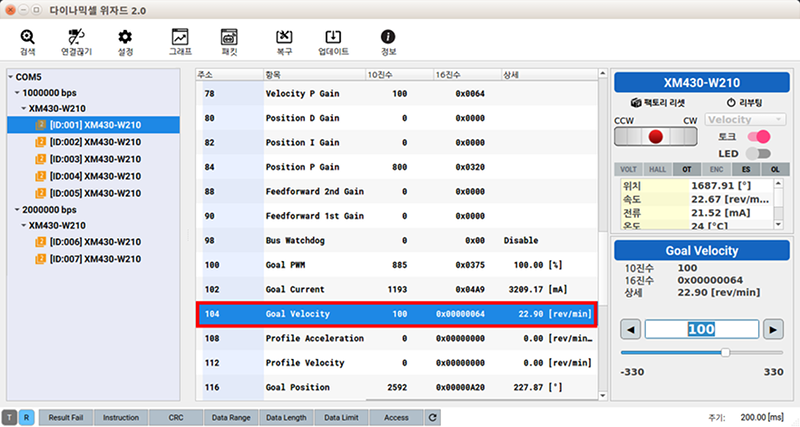 다이나믹셀 위자드 2.0
검색 연결끊기 설정 그래프 패킷 복구 업데이트 정보
COM5
1000000 bps
XM430-W210
[ID:001] XM430-W210
[ID:002] XM430-W210
[ID:003] XM430-W210
[ID:004] XM430-W210
[ID:005] XM430-W210
2000000 bps
XM430-W210
[ID:006] XM430-W210
[ID:007] XM430-W210
주소 항목 10진수 16진수 상세
78 Velocity P Gain 100 0x0064
80 Position D Gain 0 0x0000
82 Position I Gain 0 0x0000
84 Position P Gain 800 0x0320
88 Feedforward 2nd Gain 0 0x0000
90 Feedforward 1st Gain 0 0x0000
98 Bus Watchdog 0 0x00 Disable
100 Goal PWM 885 0x0375 100.00 [%]
102 Goal Current 1193 0x04A9 3209.17 [mA]
104 Goal Velocity 100 0x00000064 22.90 [rev/min]
108 Profile Acceleration 0 0x00000000 0.00 [rev/min...
112 Profile Velocity 0 0x00000000 0.00 [rev/min]
116 Goal Position 2592 0x00000A20 227.87 [°]
XM430-W210
팩토리 리셋 리부팅
CCW CW Velocity
토크
LED
VOLT HALL OT ENC ES OL
위치 1687.91 [°]
속도 22.67 [rev/m...
전류 21.52 [mA]
온도 24 [°C]
Goal Velocity
10진수 100
16진수 0x00000064
상세 22.90 [rev/min]
100
-330 330
T R Result Fail Instruction CRC Data Range Data Length Data Limit Access 주기: 200.00 [ms]